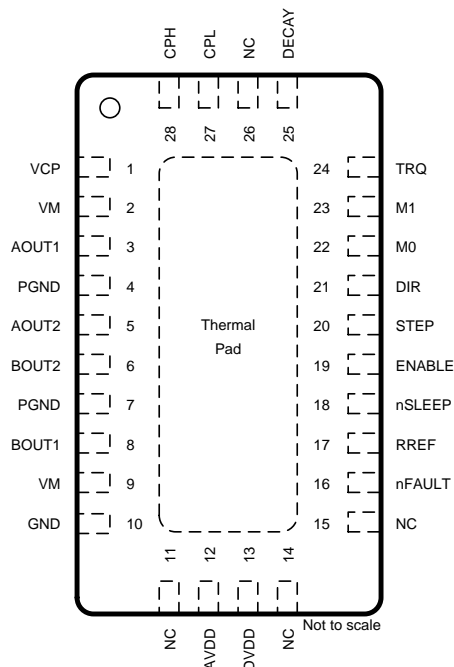 CPH
CPL
NC
DECAY
28
27
26
25
VCP 1
24 TRQ
VM 2
23 M1
AOUT1 3
22 M0
PGND 4
21 DIR
AOUT2 5
20 STEP
BOUT2 6
19 ENABLE
PGND 7
18 nSLEEP
BOUT1 8
17 RREF
VM 9
16 nFAULT
GND 10
15 NC
Thermal
Pad
11
12
13
14
NC
AVDD
DVDD
NC
Not to scale